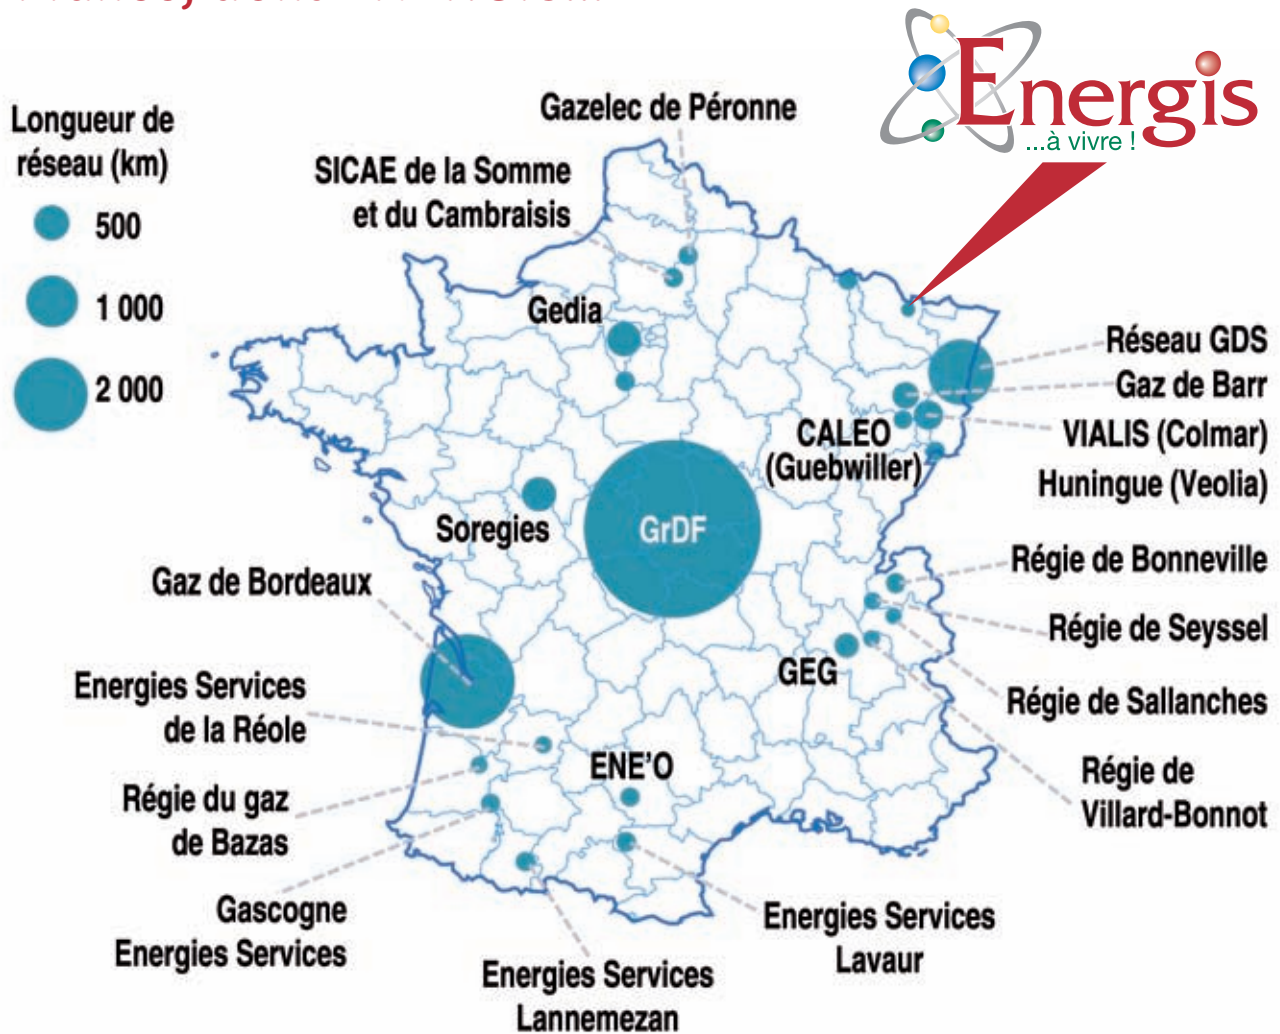 Energis
...à vivre !
Gazelec de Péronne
Longueur de
réseau (km)
500
1 000
2 000
SICAE de la Somme
et du Cambraisis
Gedia
Réseau GDS
Gaz de Barr
CALEO
(Guebwiller)
VIALIS (Colmar)
Huningue (Veolia)
Soregies
GrDF
Régie de Bonneville
Gaz de Bordeaux
Régie de Seyssel
GEG
Energies Services
de la Réole
Régie de Sallanches
ENE'O
Régie de
Villard-Bonnot
Régie du gaz
de Bazas
Gascogne
Energies Services
Energies Services
Lavaur
Energies Services
Lannemezan